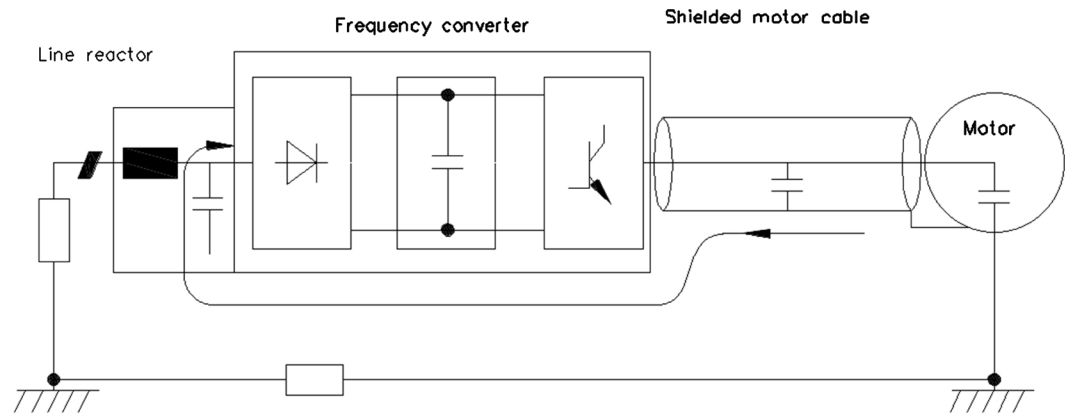 Shielded motor cable
Frequency converter
Line reactor
Motor